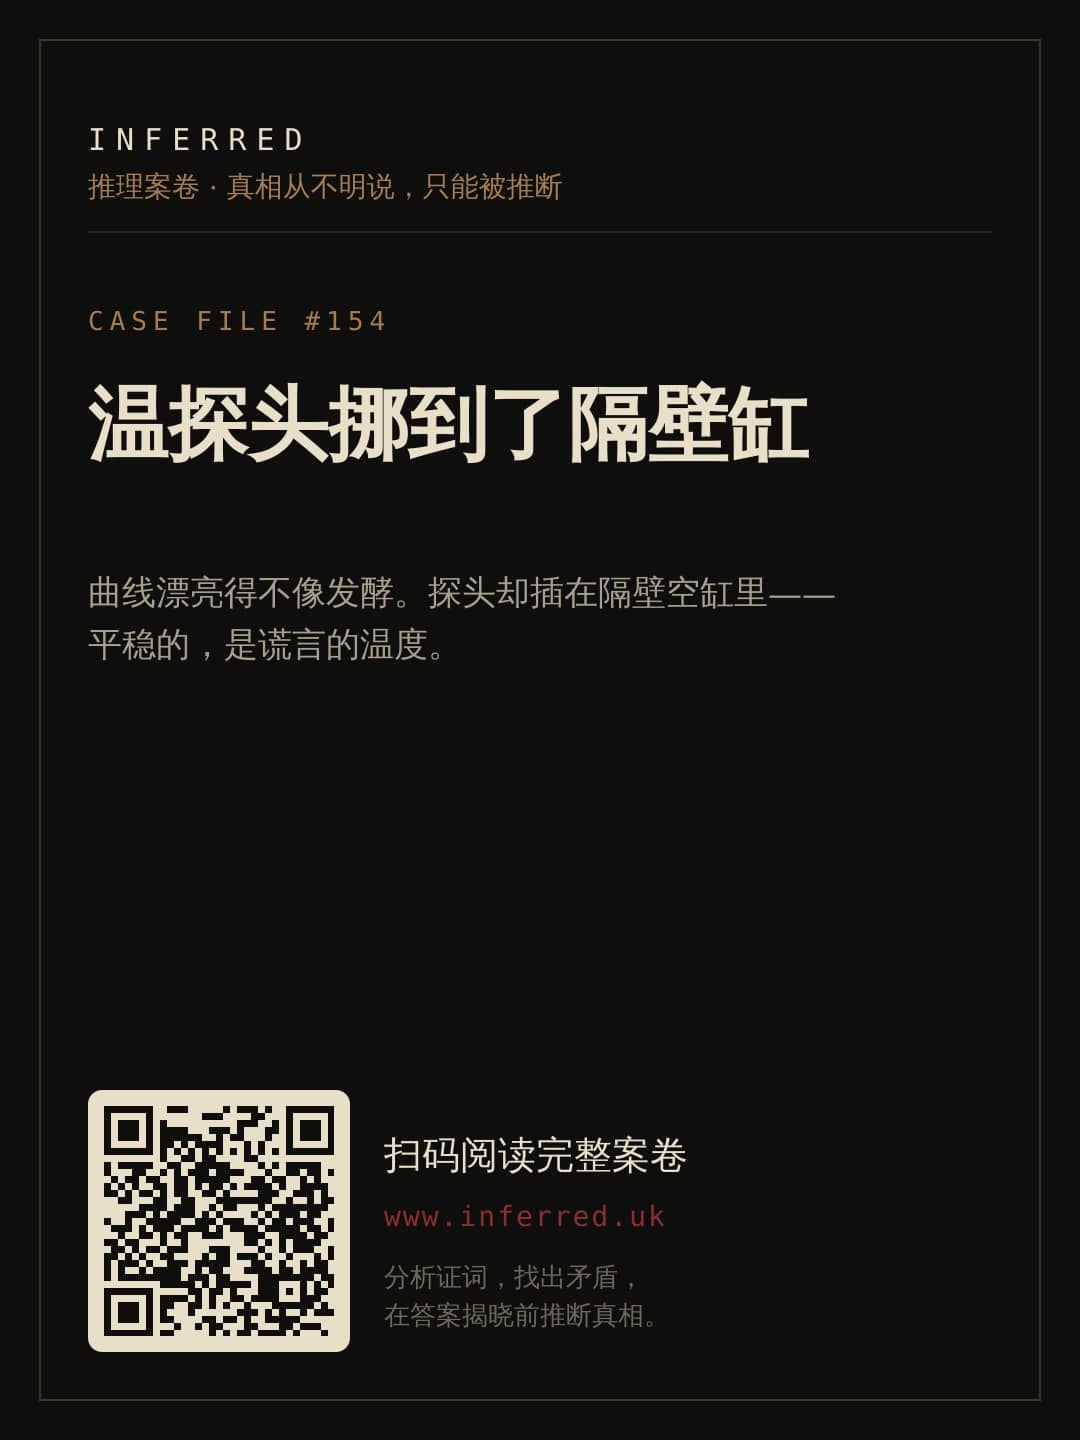 INFERRED
推理案卷 · 真相从不明说，只能被推断
CASE FILE #154
温探头挪到了隔壁缸
曲线漂亮得不像发酵。探头却插在隔壁空缸里——
平稳的，是谎言的温度。
扫码阅读完整案卷
www.inferred.uk
分析证词，找出矛盾，
在答案揭晓前推断真相。